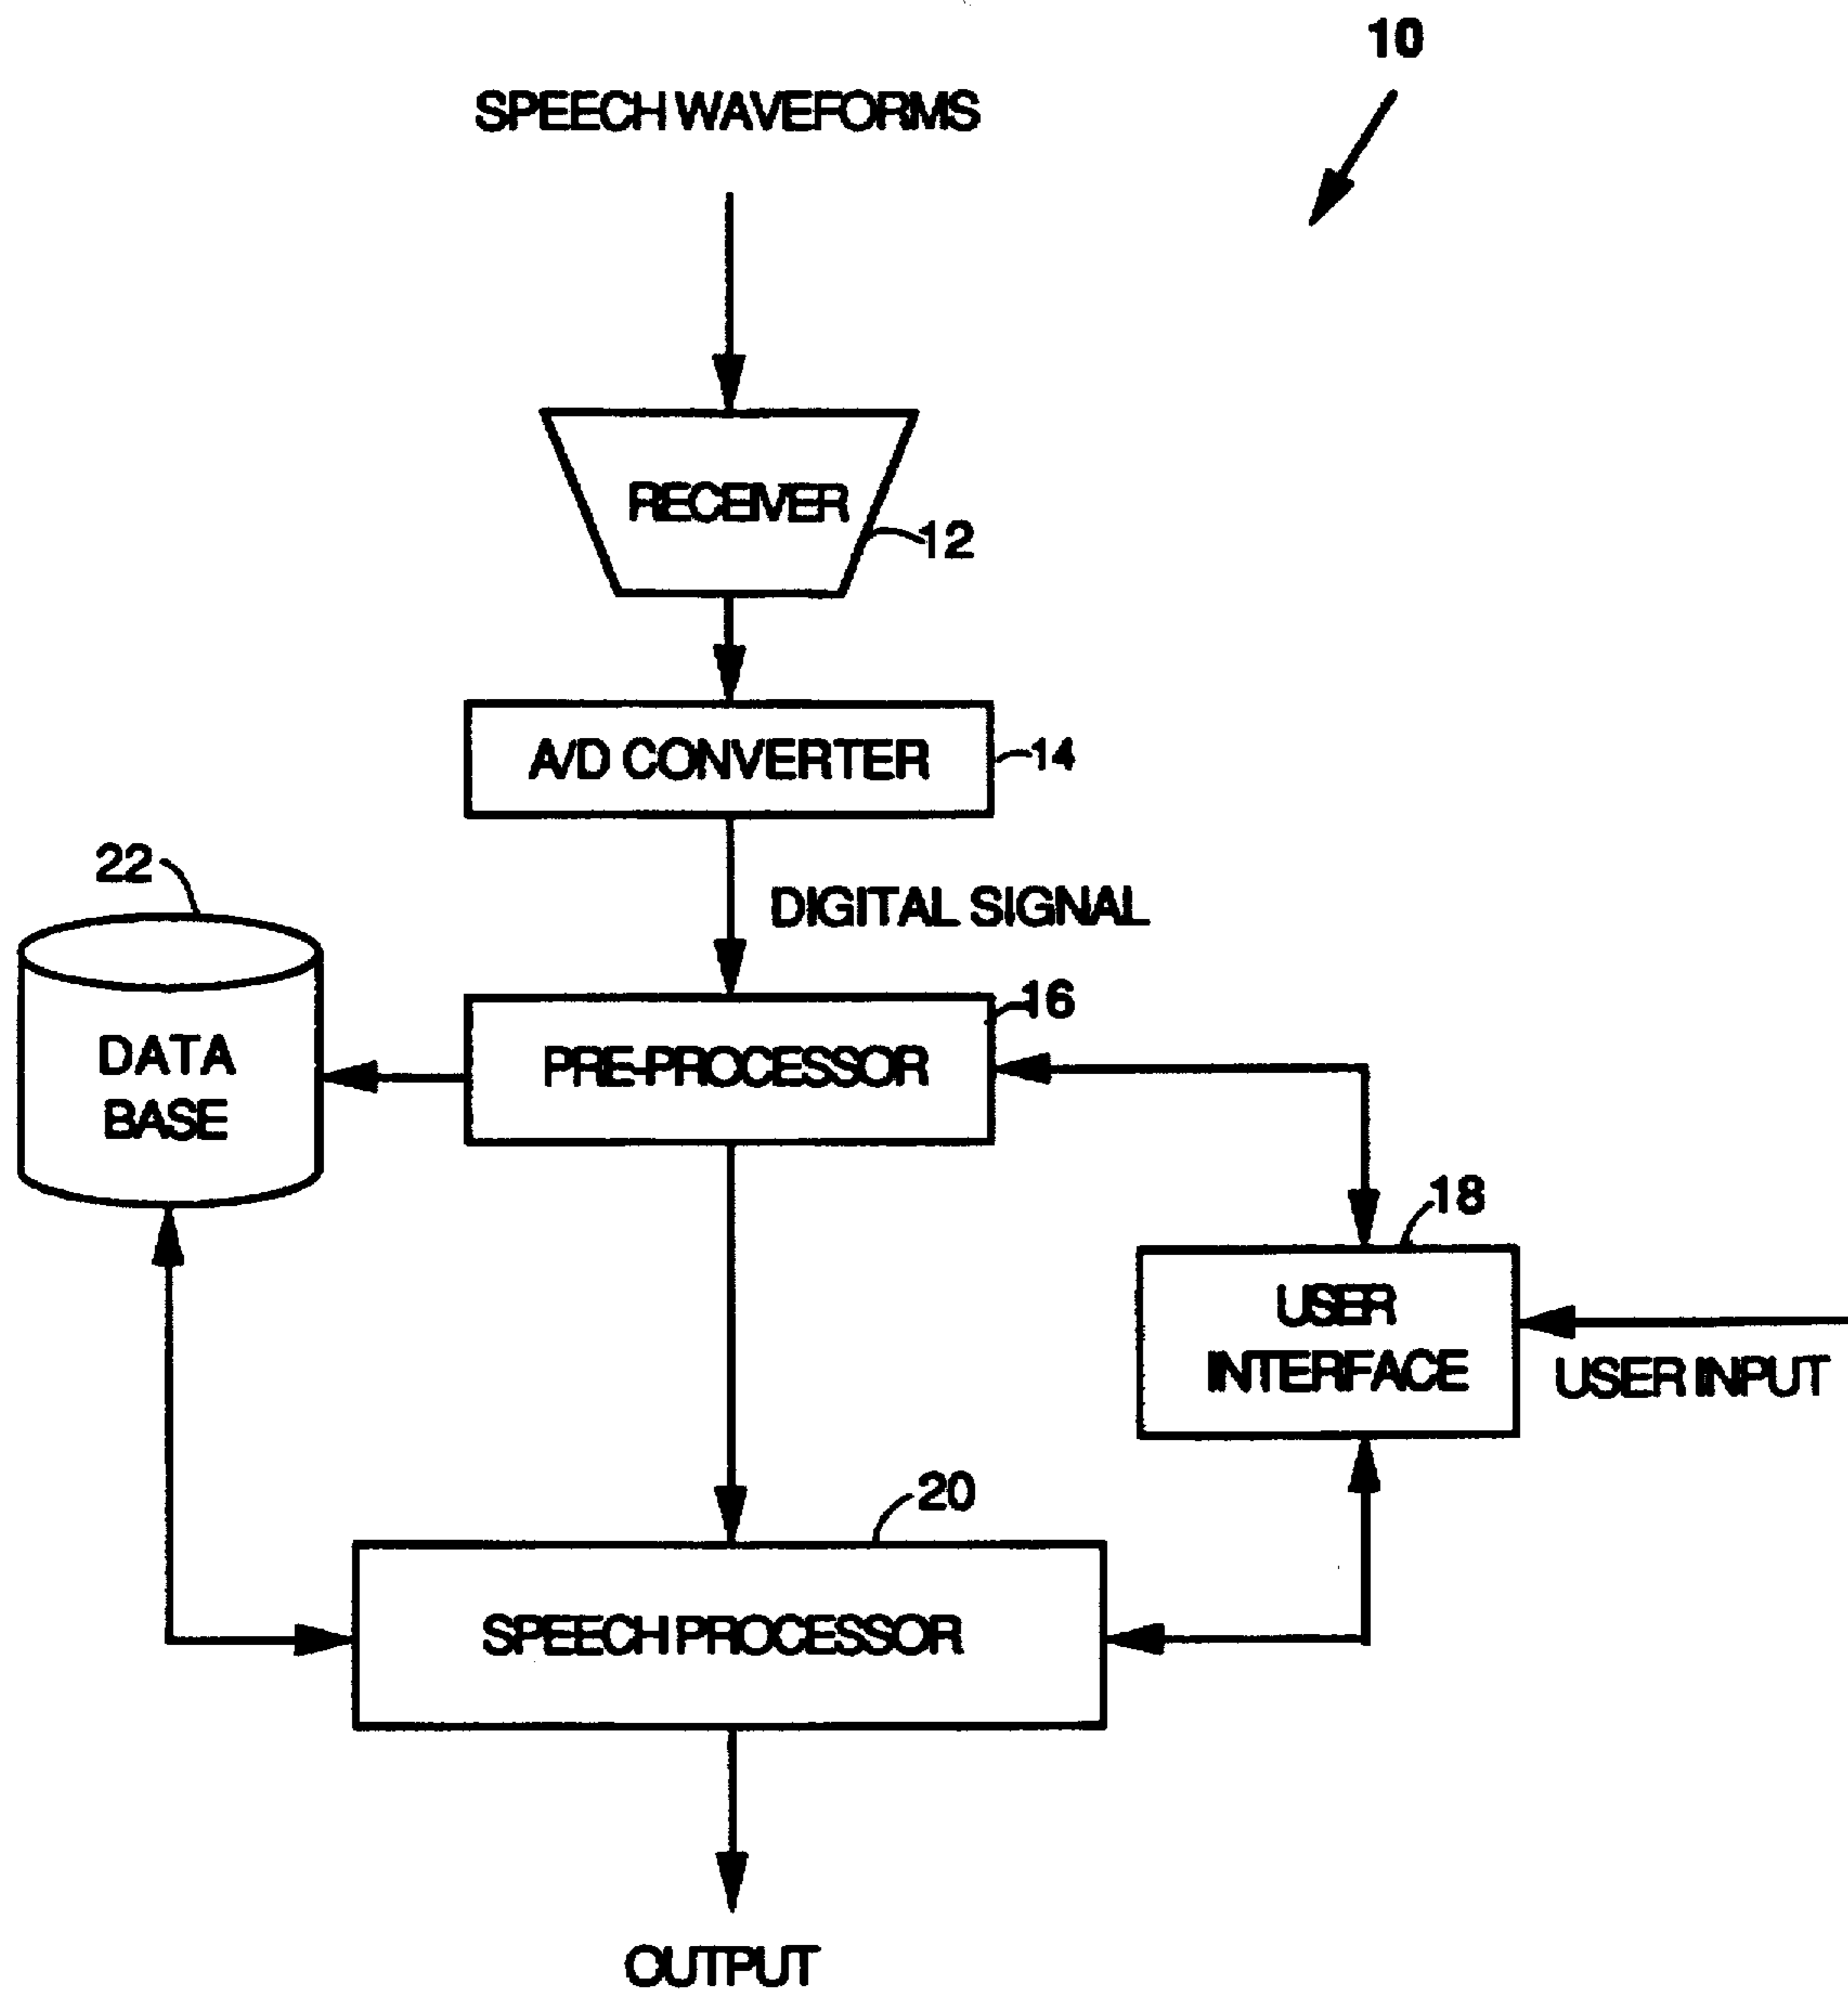 10
SPEECH WAVEFORMS
RECEIVER
12
A/D CONVERTER
14
22
DIGITAL SIGNAL
16
DATA
BASE
PRE-PROCESSOR
18
USER
INTERFACE
USER INPUT
20
SPEECH PROCESSOR
OUTPUT